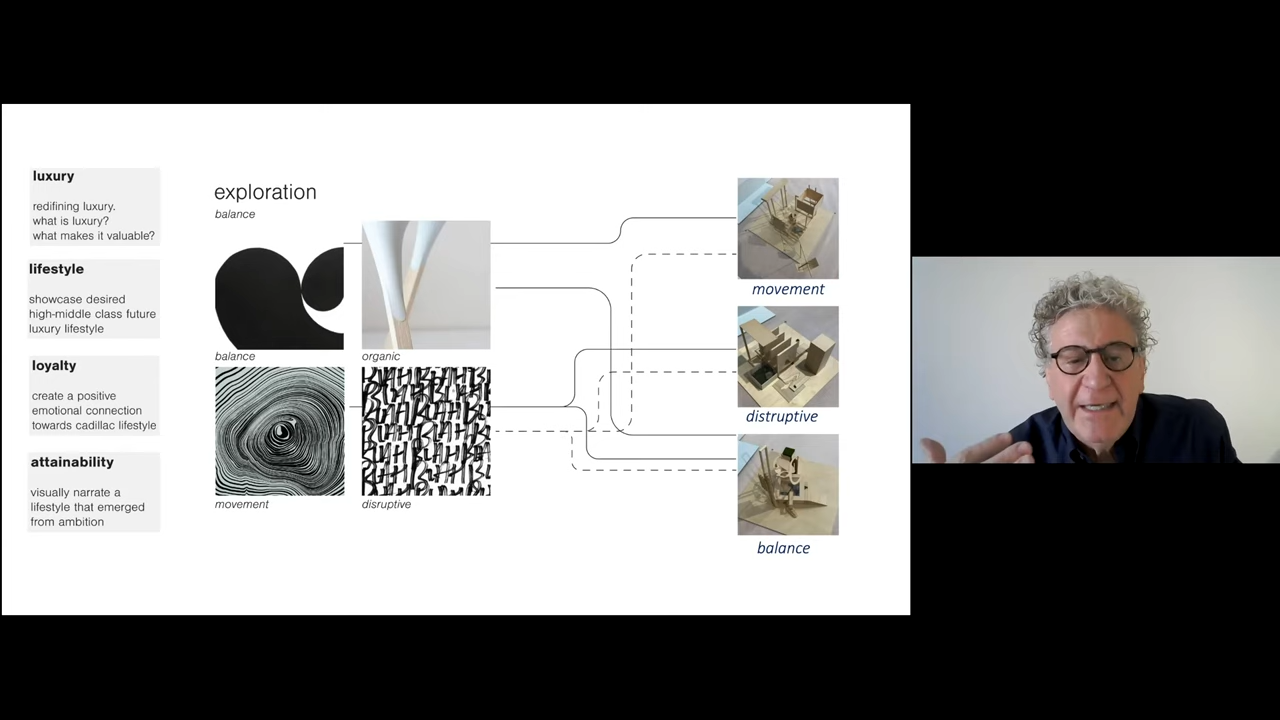 luxury
redifining luxury.
what is luxury?
what makes it valuable?
lifestyle
showcase desired
high-middle class future
luxury lifestyle
loyalty
create a positive
emotional connection
towards cadillac lifestyle
attainability
visually narrate a
lifestyle that emerged
from ambition
exploration
balance
balance
organic
movement
disruptive
movement
distruptive
balance